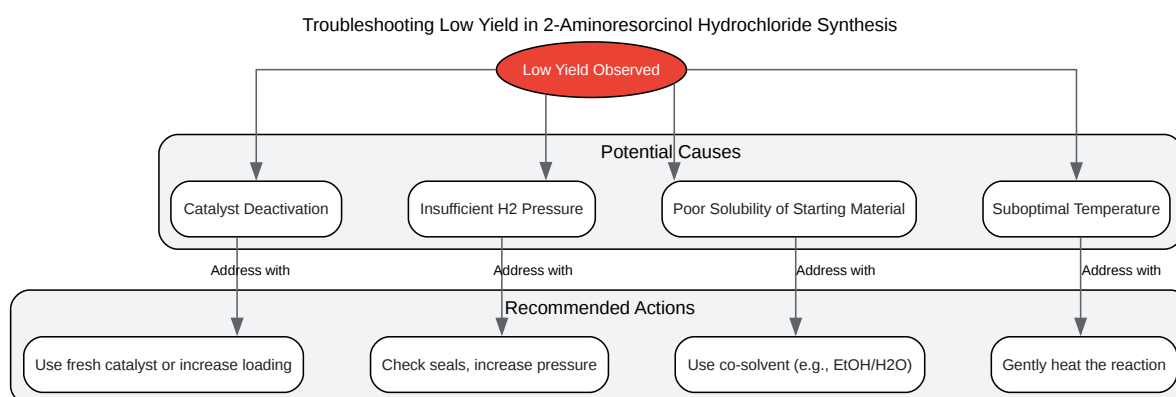 Troubleshooting Low Yield in 2-Aminoresorcinol Hydrochloride Synthesis
Low Yield Observed
Potential Causes
Catalyst Deactivation
Insufficient H2 Pressure
Poor Solubility of Starting Material
Suboptimal Temperature
Address with
Address with
Address with
Address with
Recommended Actions
Use fresh catalyst or increase loading
Check seals, increase pressure
Use co-solvent (e.g., EtOH/H2O)
Gently heat the reaction